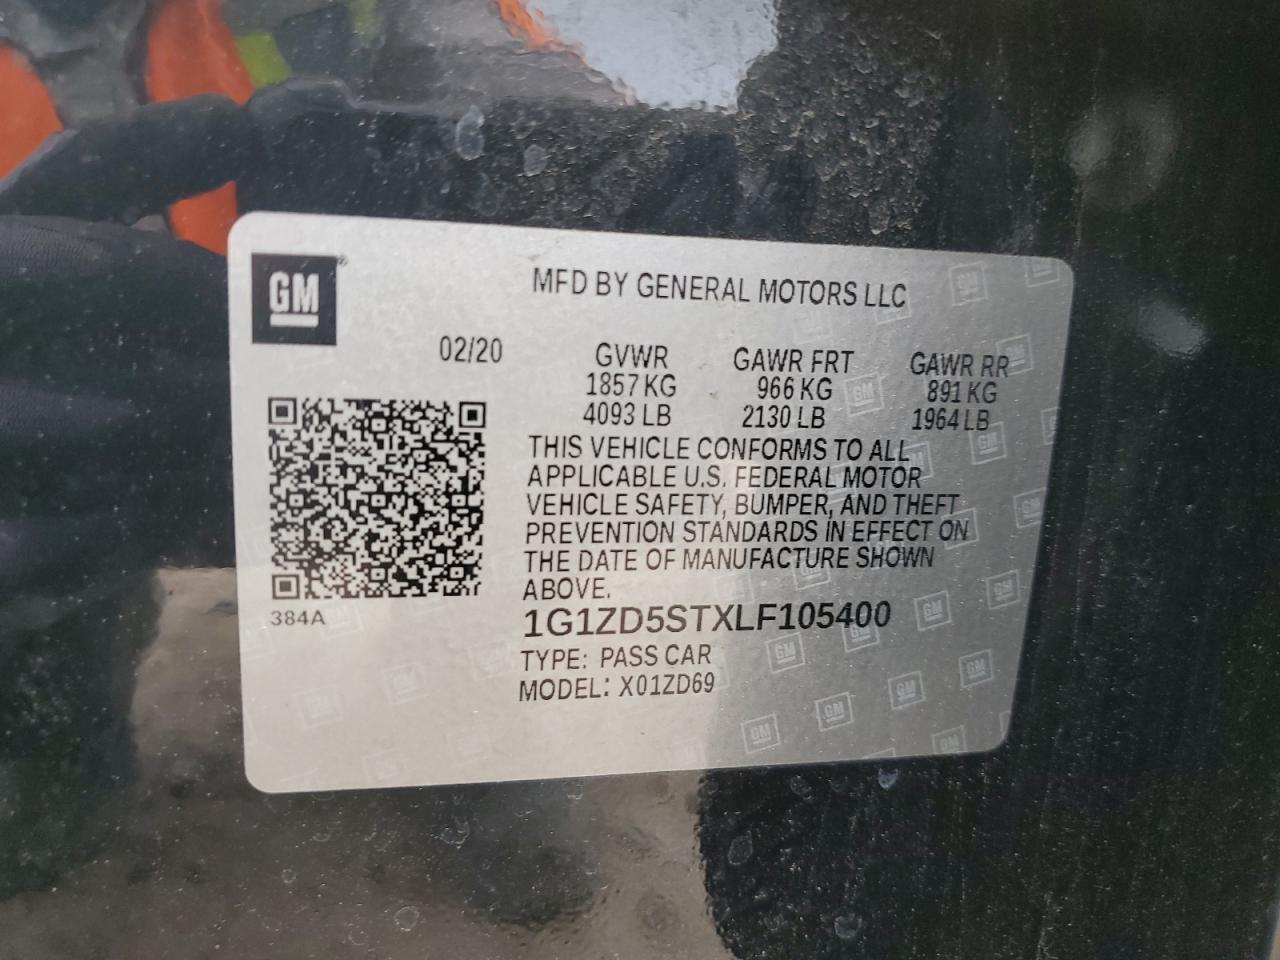 GM
MFD BY GENERAL MOTORS LLC
02/20
GVWR GAWR FRT GAWR RR
1857 KG 966 KG 891 KG
4093 LB 2130 LB 1964 LB
THIS VEHICLE CONFORMS TO ALL
APPLICABLE U.S. FEDERAL MOTOR
VEHICLE SAFETY, BUMPER, AND THEFT
PREVENTION STANDARDS IN EFFECT ON
THE DATE OF MANUFACTURE SHOWN
ABOVE.
384A
1G1ZD5STXLF105400
TYPE: PASS CAR
MODEL: X01ZD69